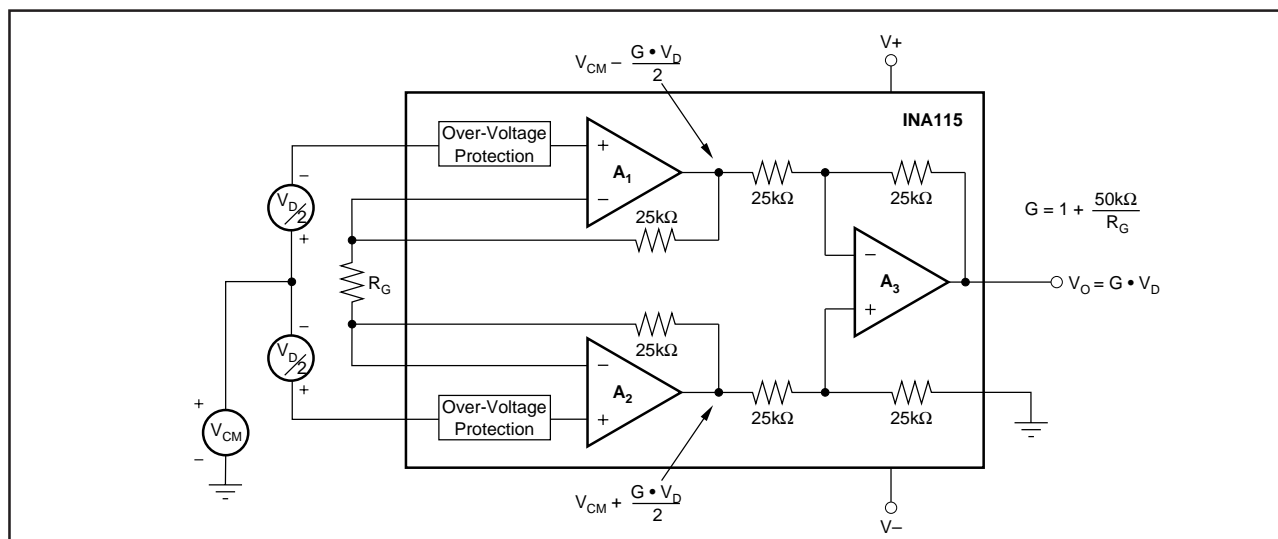 V+
V_CM – G • V_D / 2
INA115
Over-Voltage
Protection
+
A₁
–
25kΩ
25kΩ
25kΩ
–
V_D/2
+
G = 1 + 50kΩ / R_G
R_G
–
A₃
+
V_O = G • V_D
–
V_D/2
+
25kΩ
–
A₂
+
Over-Voltage
Protection
25kΩ
25kΩ
+
V_CM
–
V_CM + G • V_D / 2
V–